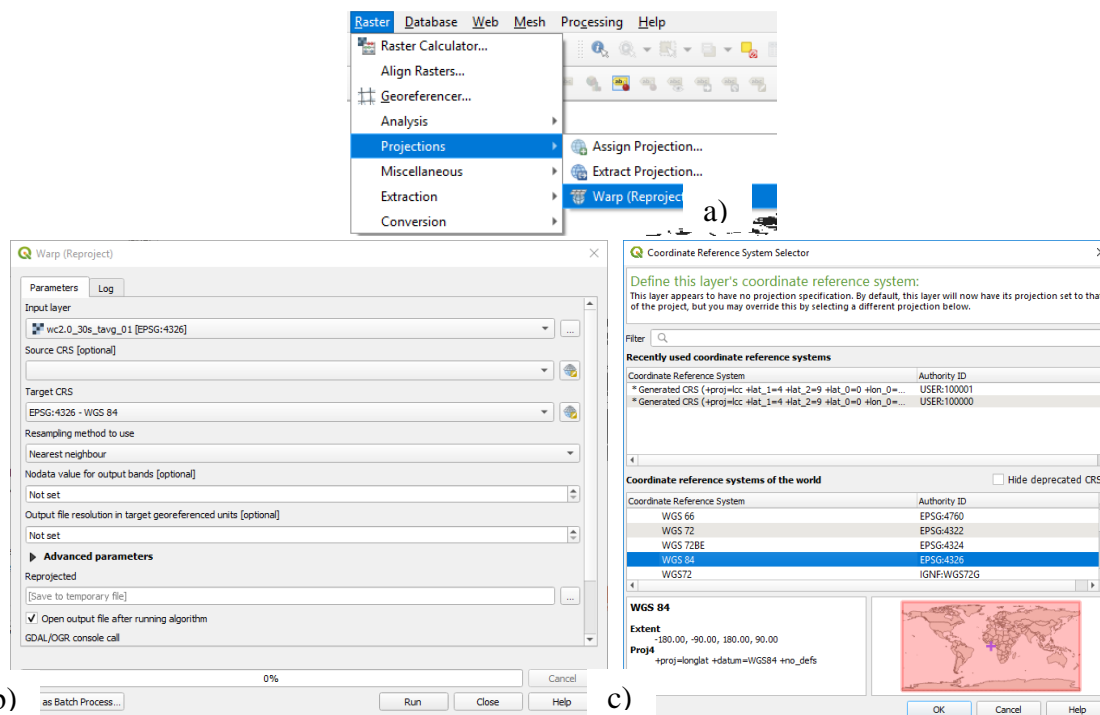 Raster Database Web Mesh Processing Help
Raster Calculator...
Align Rasters...
Georeferencer...
Analysis
Projections
Miscellaneous
Extraction
Conversion
Assign Projection...
Extract Projection...
Warp (Reproject
a)
Warp (Reproject)
Parameters Log
Input layer
wc2.0_30s_tavg_01 [EPSG:4326]
...
Source CRS [optional]
Target CRS
EPSG:4326 - WGS 84
Resampling method to use
Nearest neighbour
Nodata value for output bands [optional]
Not set
Output file resolution in target georeferenced units [optional]
Not set
Advanced parameters
Reprojected
[Save to temporary file]
...
Open output file after running algorithm
GDAL/OGR console call
0% Cancel
as Batch Process... Run Close Help
)
Coordinate Reference System Selector
Define this layer's coordinate reference system:
This layer appears to have no projection specification. By default, this layer will now have its projection set to that
of the project, but you may override this by selecting a different projection below.
Filter
Recently used coordinate reference systems
Coordinate Reference System Authority ID
* Generated CRS (+proj=lcc +lat_1=4 +lat_2=9 +lat_0=0 +lon_0=... USER:100001
* Generated CRS (+proj=lcc +lat_1=4 +lat_2=9 +lat_0=0 +lon_0=... USER:100000
Coordinate reference systems of the world Hide deprecated CRS
Coordinate Reference System Authority ID
WGS 66 EPSG:4760
WGS 72 EPSG:4322
WGS 72BE EPSG:4324
WGS 84 EPSG:4326
WGS72 IGNF:WGS72G
WGS 84
Extent
-180.00, -90.00, 180.00, 90.00
Proj4
+proj=longlat +datum=WGS84 +no_defs
OK Cancel Help
c)